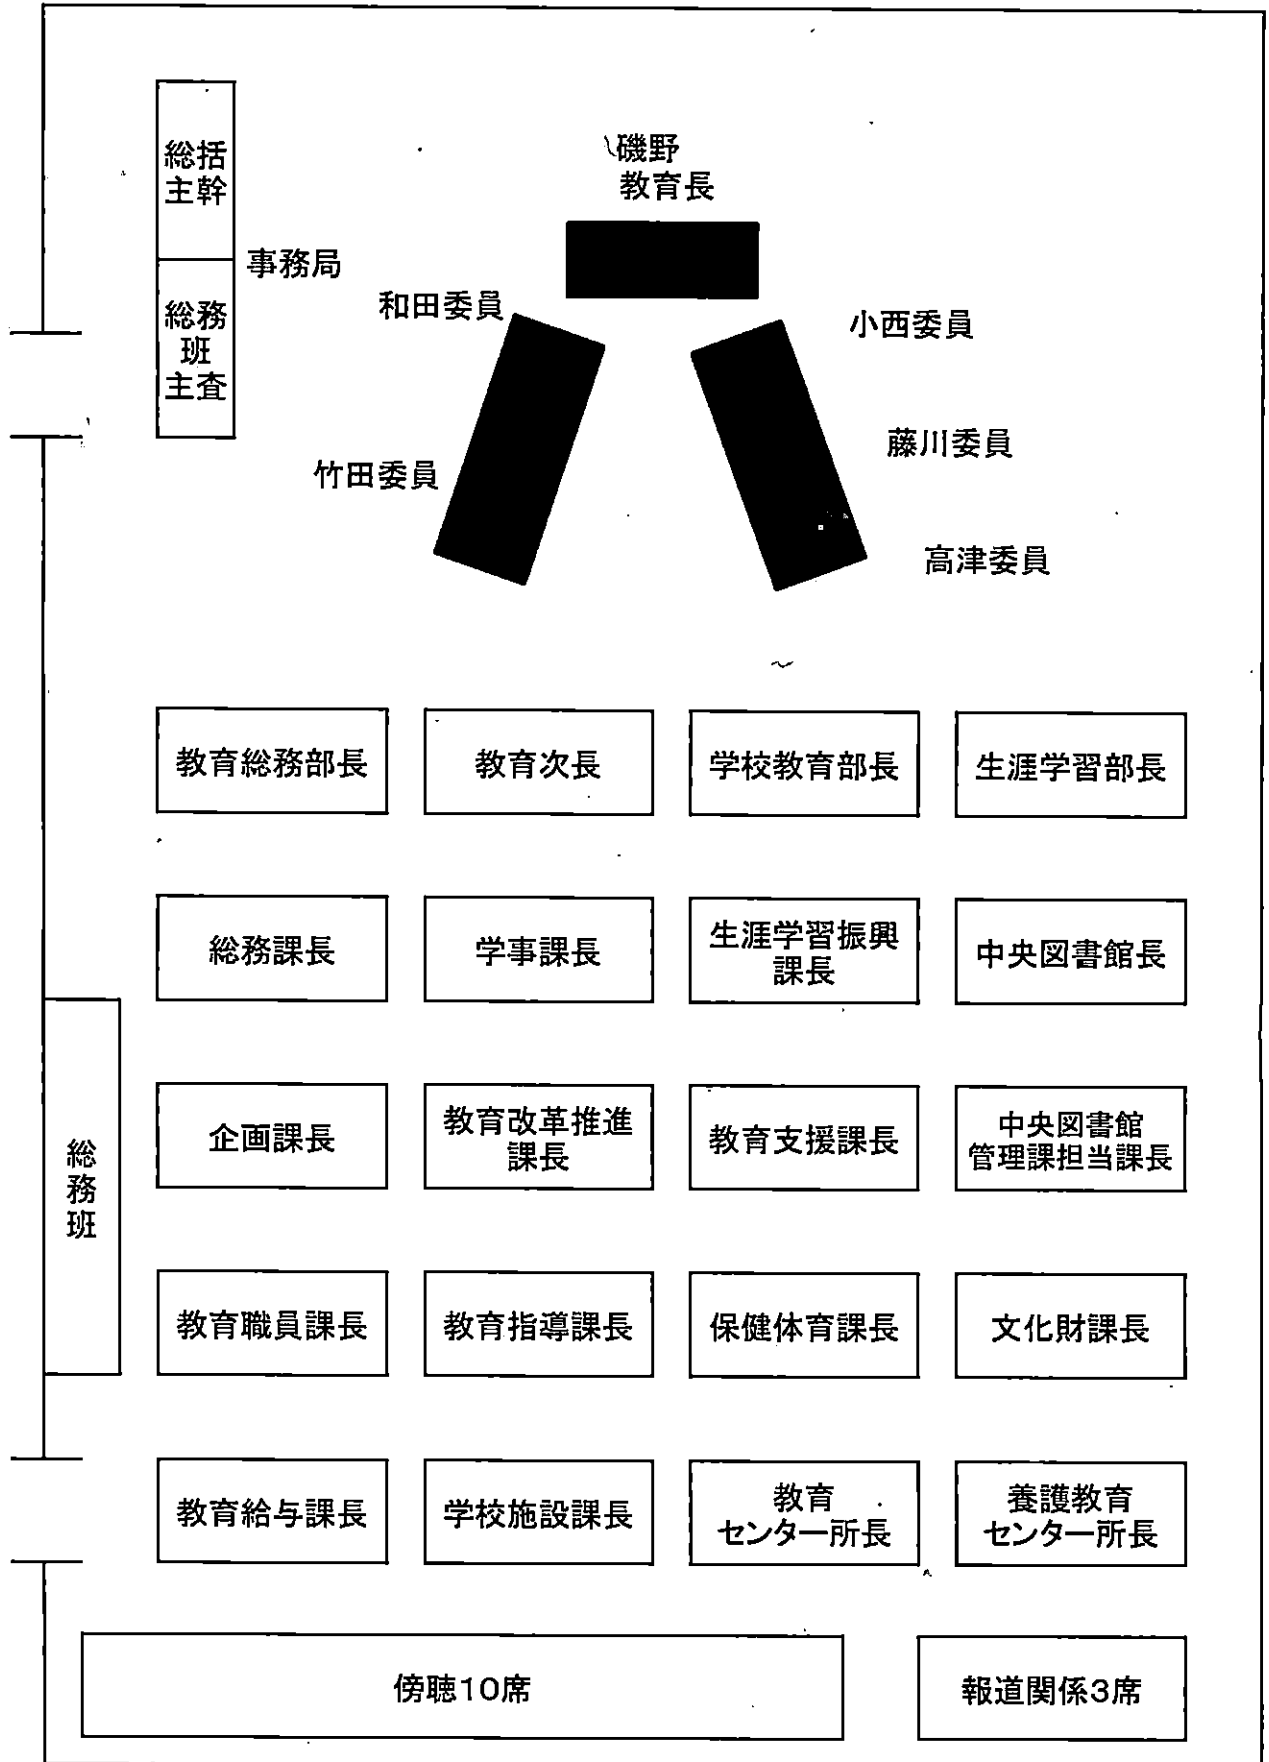 磯野
教育長
総括
主幹
事務局
総務
班
主査
和田委員
小西委員
竹田委員
藤川委員
高津委員
教育総務部長
教育次長
学校教育部長
生涯学習部長
総務課長
学事課長
生涯学習振興
課長
中央図書館長
総務班
企画課長
教育改革推進
課長
教育支援課長
中央図書館
管理課担当課長
教育職員課長
教育指導課長
保健体育課長
文化財課長
教育給与課長
学校施設課長
教育
センター所長
養護教育
センター所長
傍聴10席
報道関係3席